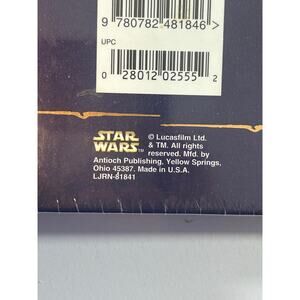 9 780782 481846 >
UPC
0 28012 02555 2
STAR
WARS™
© Lucasfilm Ltd.
& TM. All rights
reserved. Mfd. by
Antioch Publishing, Yellow Springs,
Ohio 45387. Made in U.S.A.
LJRN-81841